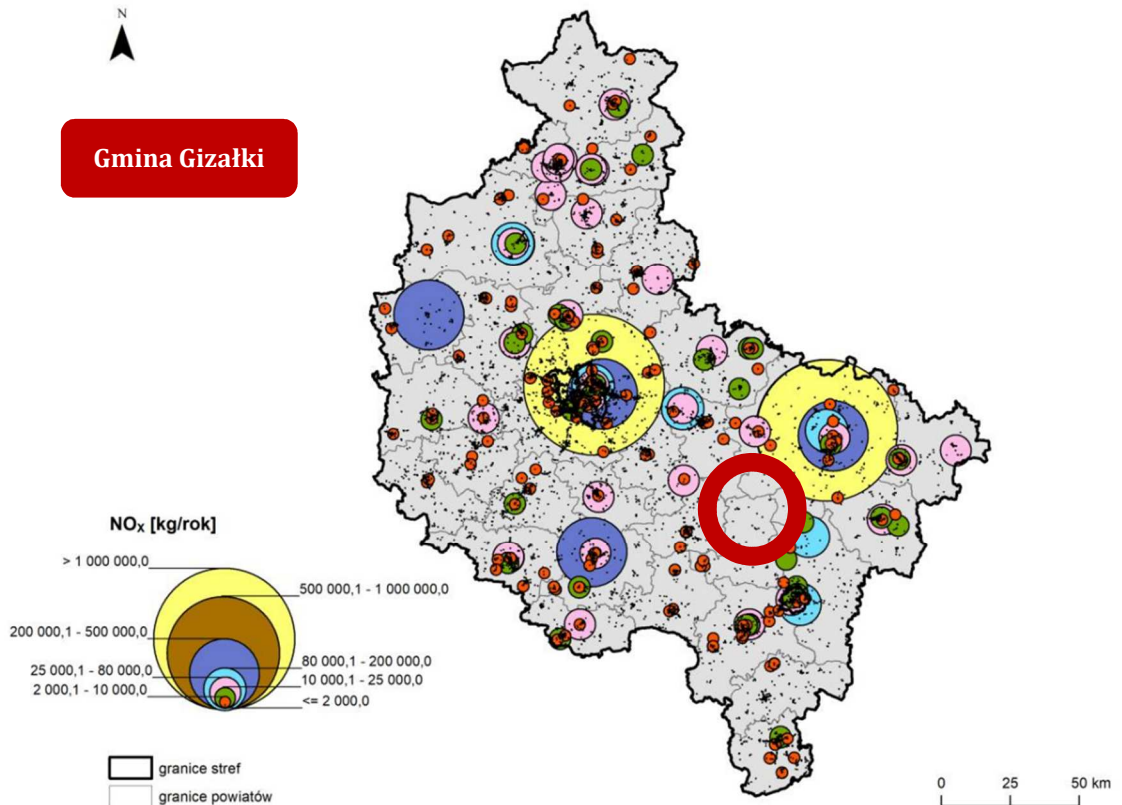 N
Gmina Gizałki
NOX [kg/rok]
> 1 000 000,0
500 000,1 - 1 000 000,0
200 000,1 - 500 000,0
80 000,1 - 200 000,0
25 000,1 - 80 000,0
10 000,1 - 25 000,0
2 000,1 - 10 000,0
<= 2 000,0
granice stref
granice powiatów
0 25 50 km